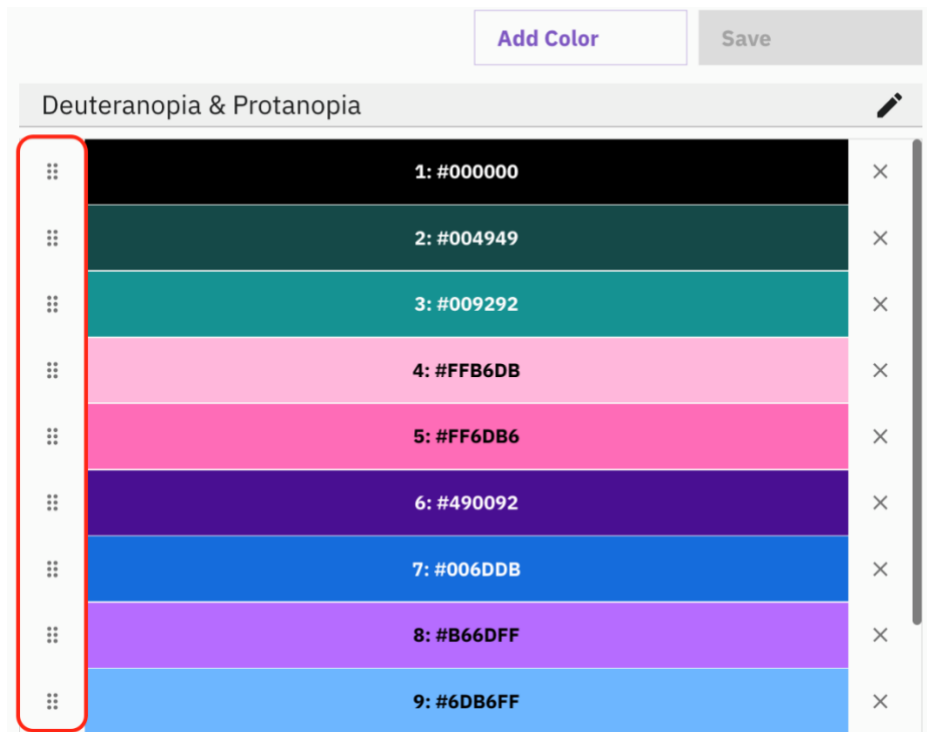 Add Color
Save
Deuteranopia & Protanopia
1: #000000
2: #004949
3: #009292
4: #FFB6DB
5: #FF6DB6
6: #490092
7: #006DDB
8: #B66DFF
9: #6DB6FF